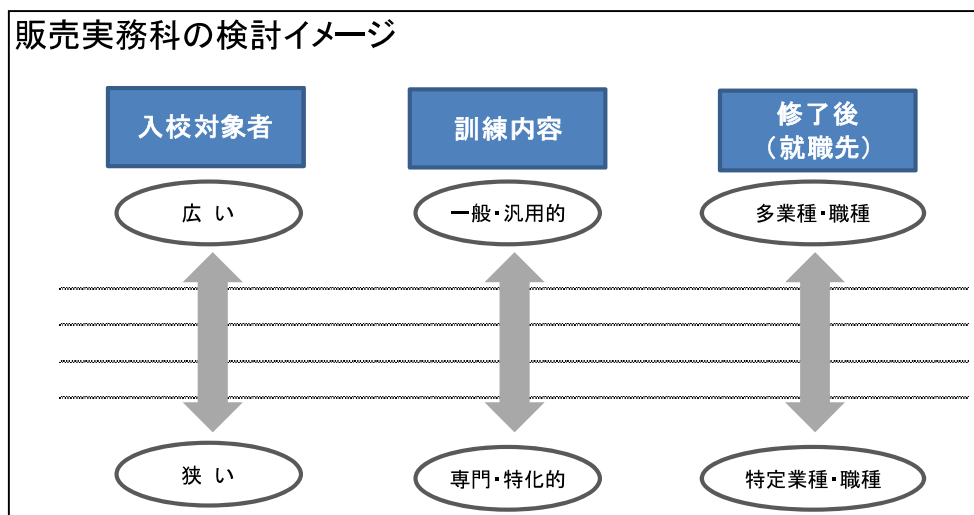 販売実務科の検討イメージ
入校対象者
訓練内容
修了後
（就職先）
広 い
一般・汎用的
多業種・職種
狭 い
専門・特化的
特定業種・職種